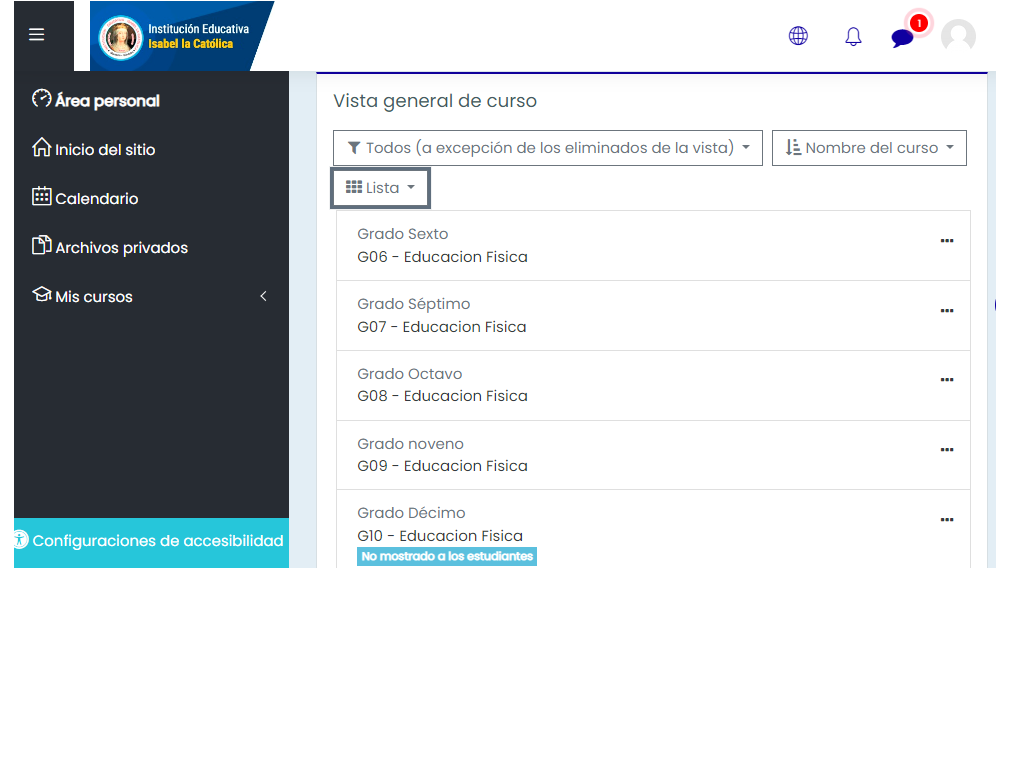 Institución Educativa
Isabel la Católica
1
Área personal
Inicio del sitio
Calendario
Archivos privados
Mis cursos
Configuraciones de accesibilidad
Vista general de curso
Todos (a excepción de los eliminados de la vista)
Nombre del curso
Lista
Grado Sexto
G06 - Educacion Fisica
Grado Séptimo
G07 - Educacion Fisica
Grado Octavo
G08 - Educacion Fisica
Grado noveno
G09 - Educacion Fisica
Grado Décimo
G10 - Educacion Fisica
No mostrado a los estudiantes